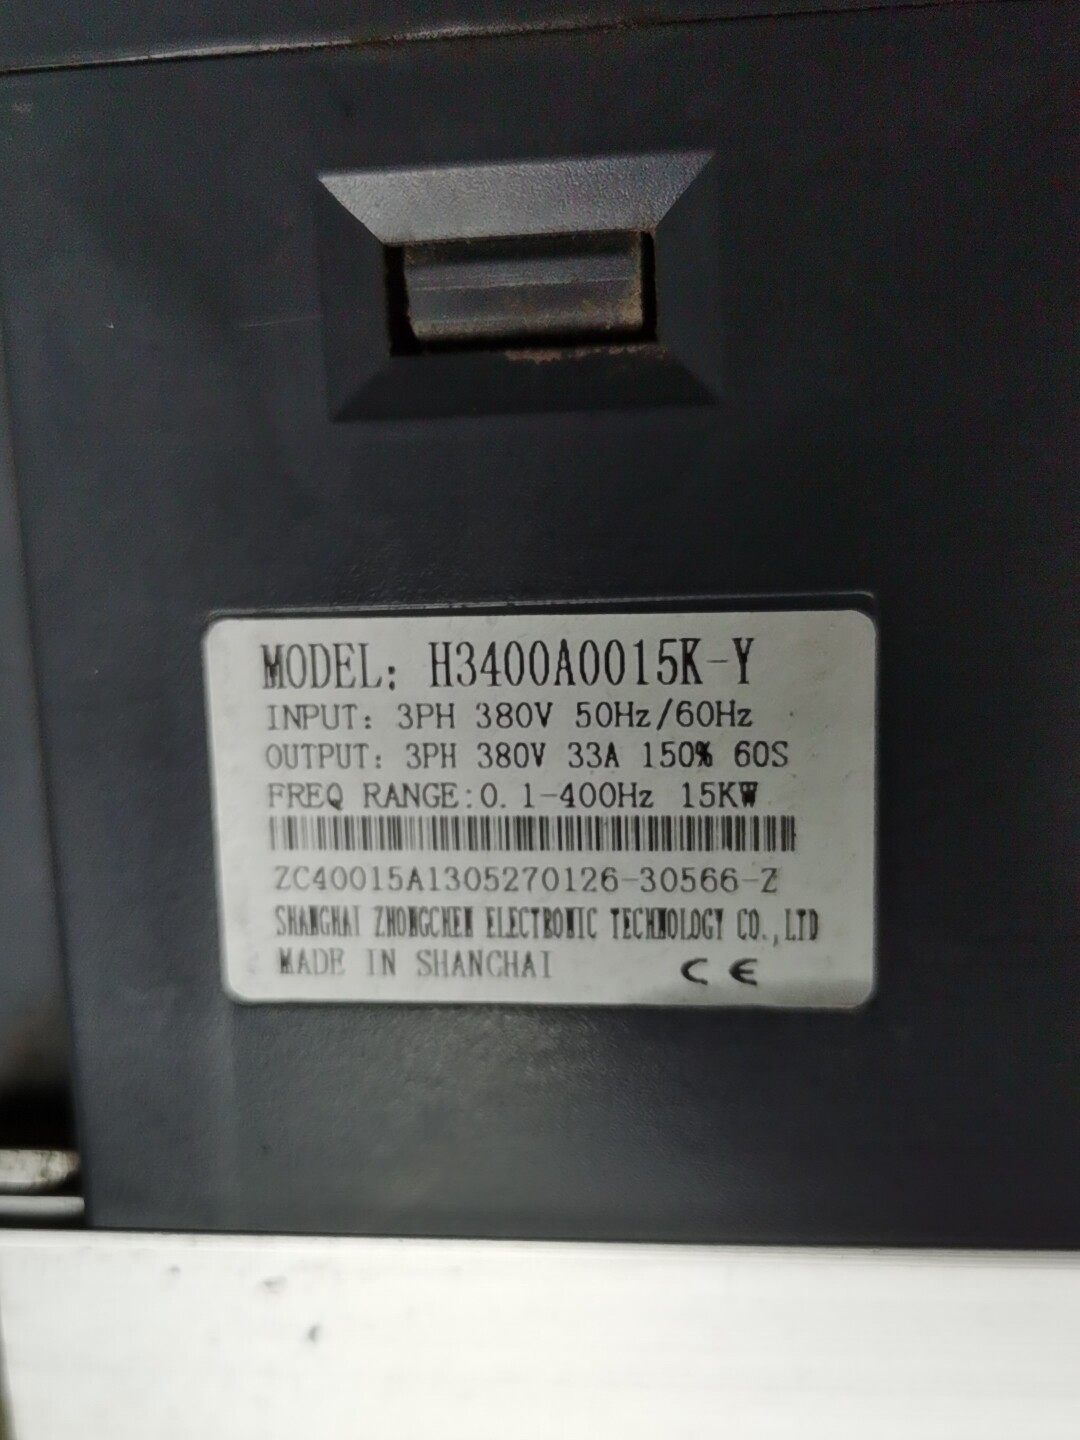 MODEL: H3400A0015K-Y
INPUT: 3PH 380V 50Hz/60Hz
OUTPUT: 3PH 380V 33A 150% 60S
FREQ RANGE:0.1-400Hz 15KW
ZC40015A1305270126-30566-Z
SHANGHAI ZHONGCHEN ELECTRONIC TECHNOLOGY CO.,LTD
MADE IN SHANGHAI CE